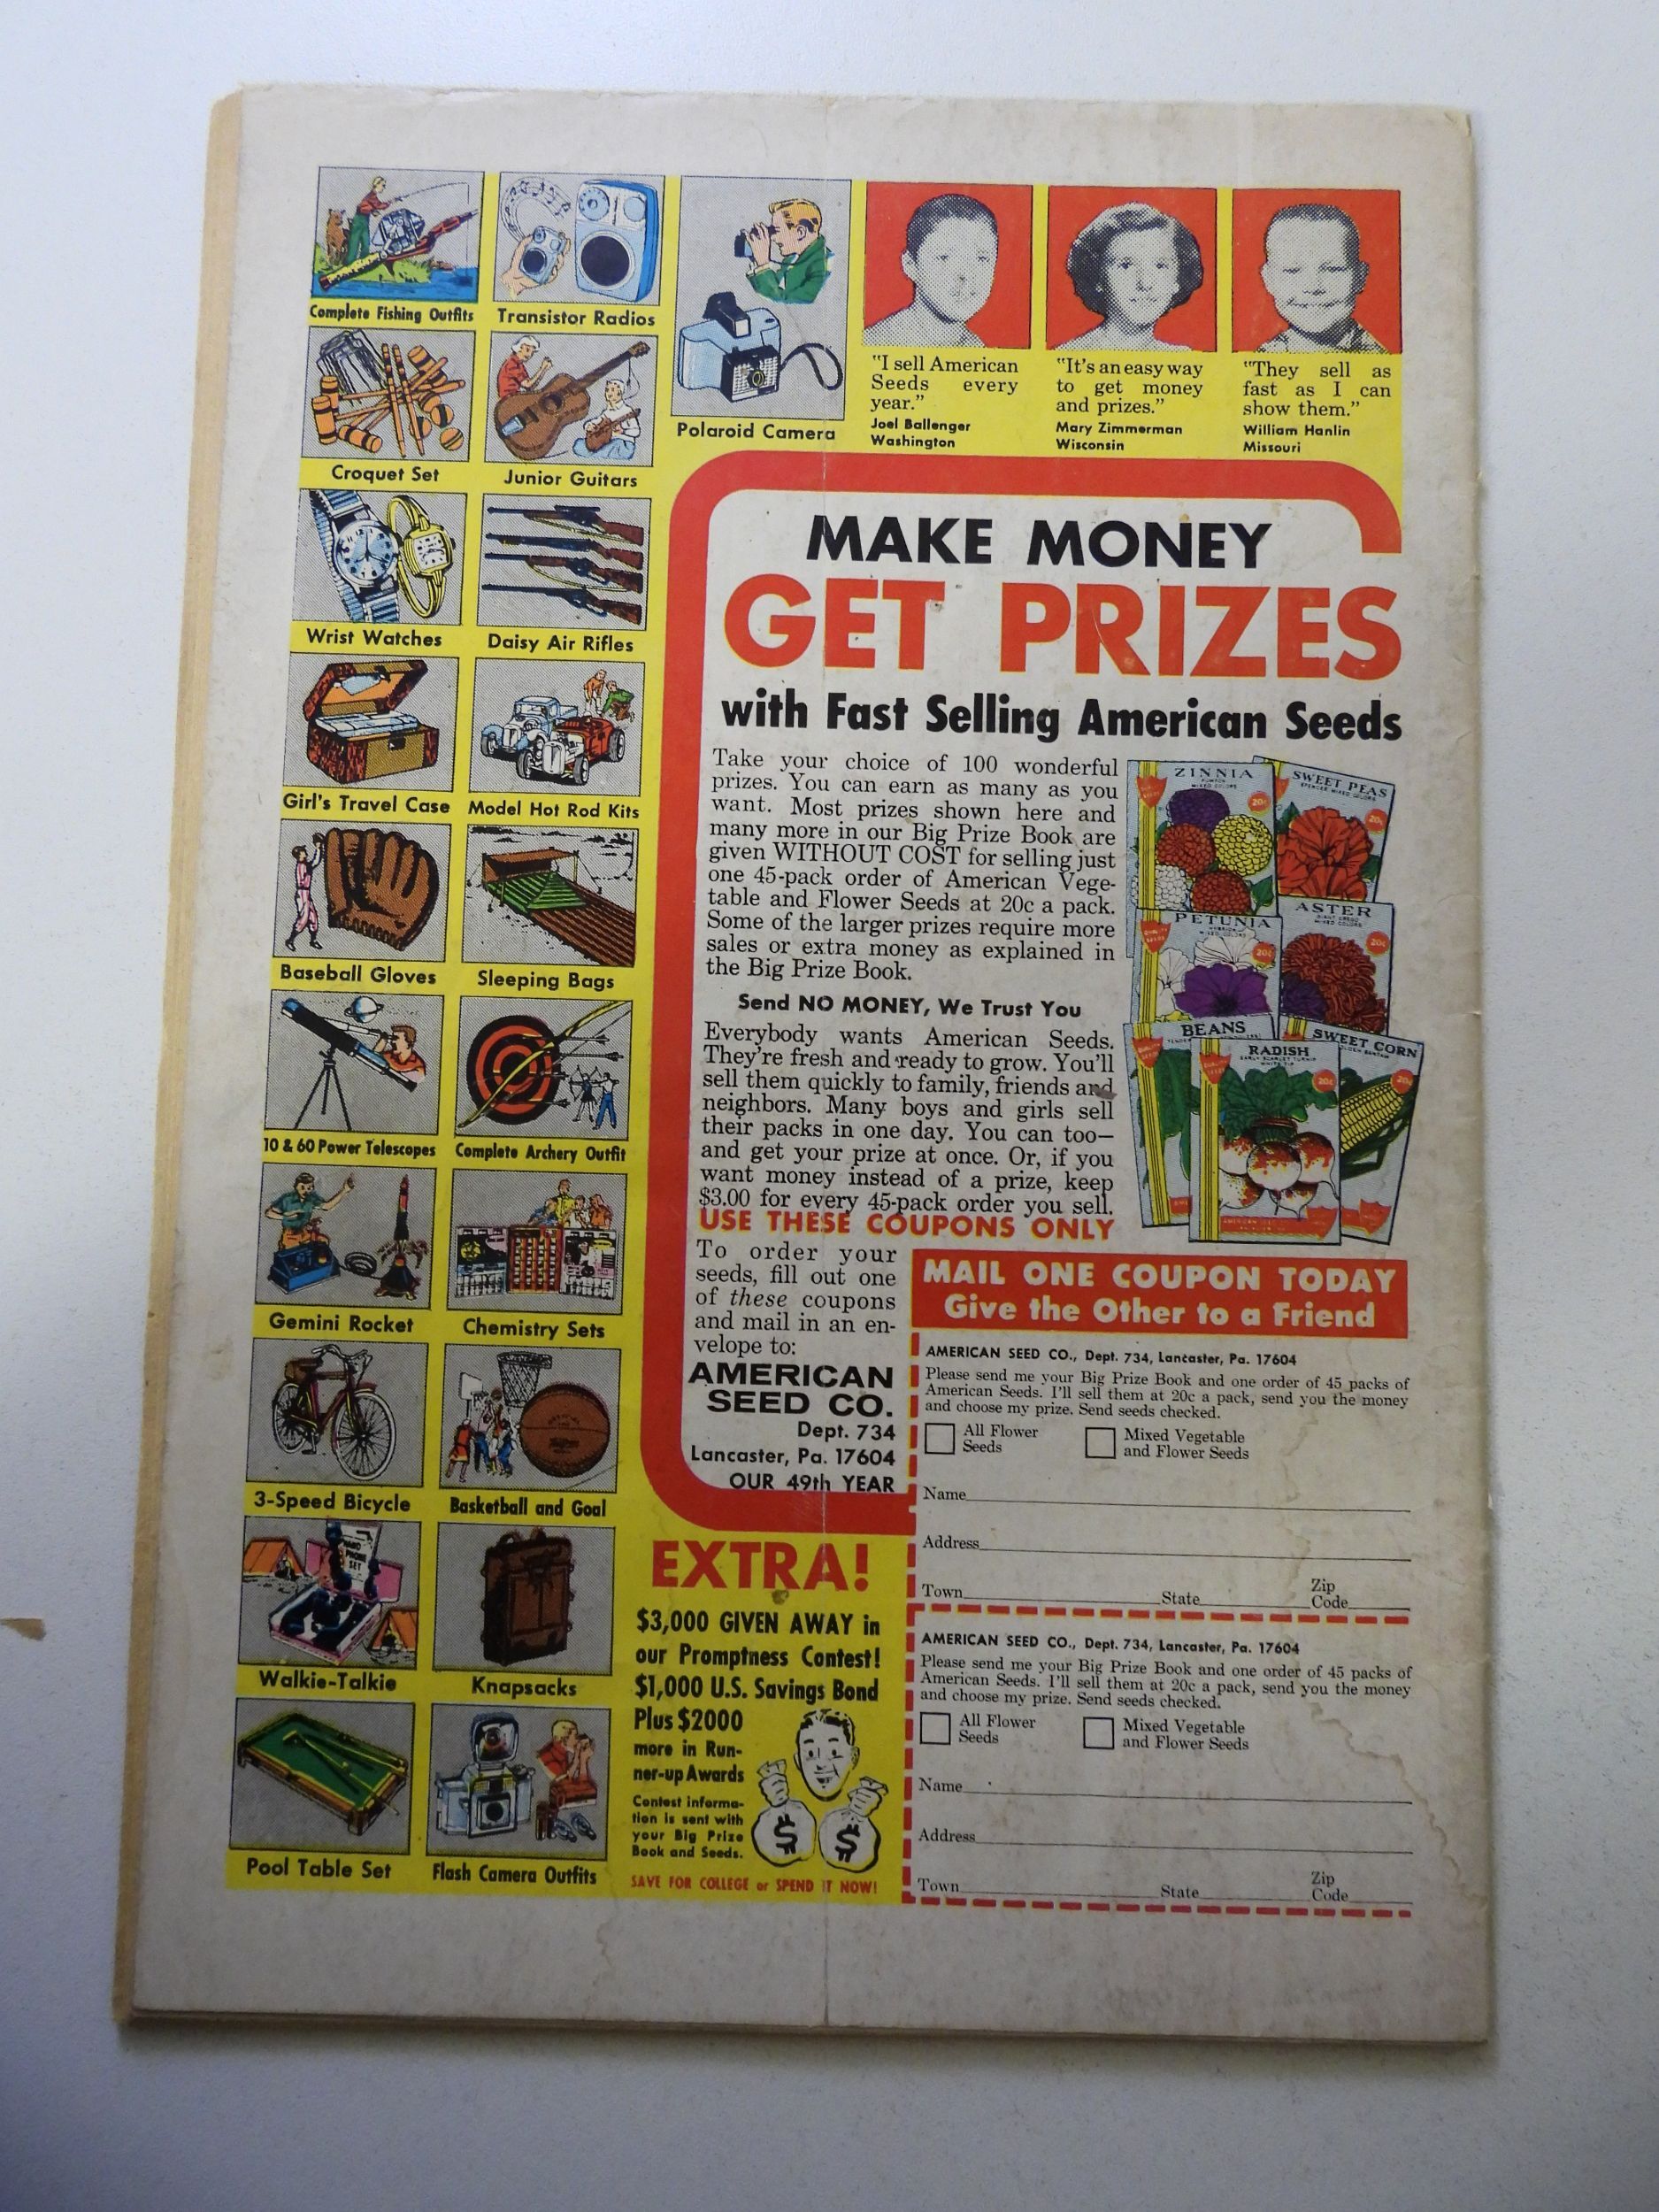 Complete Fishing Outfits
Transistor Radios
Polaroid Camera
Croquet Set
Junior Guitars
Wrist Watches
Daisy Air Rifles
Girl's Travel Case
Model Hot Rod Kits
Baseball Gloves
Sleeping Bags
10 & 60 Power Telescopes
Complete Archery Outfit
Gemini Rocket
Chemistry Sets
3-Speed Bicycle
Basketball and Goal
HAND
PHONE
SET
Walkie-Talkie
Knapsacks
Pool Table Set
Flash Camera Outfits
"I sell American
Seeds every
year."
Joel Ballenger
Washington
"It's an easy way
to get money
and prizes."
Mary Zimmerman
Wisconsin
"They sell as
fast as I can
show them."
William Hanlin
Missouri
MAKE MONEY
GET PRIZES
with Fast Selling American Seeds
Take your choice of 100 wonderful
prizes. You can earn as many as you
want. Most prizes shown here and
many more in our Big Prize Book are
given WITHOUT COST for selling just
one 45-pack order of American Vege-
table and Flower Seeds at 20c a pack.
Some of the larger prizes require more
sales or extra money as explained in
the Big Prize Book.
Send NO MONEY, We Trust You
Everybody wants American Seeds.
They're fresh and ready to grow. You'll
sell them quickly to family, friends and
neighbors. Many boys and girls sell
their packs in one day. You can too—
and get your prize at once. Or, if you
want money instead of a prize, keep
$3.00 for every 45-pack order you sell.
USE THESE COUPONS ONLY
ZINNIA
MIXED COLORS
20¢
SWEET PEAS
SPENCER MIXED COLORS
20¢
PETUNIA
MIXED COLORS
20¢
ASTER
MIXED COLORS
20¢
BEANS
RADISH
20¢
SWEET CORN
20¢
To order your
seeds, fill out one
of these coupons
and mail in an en-
velope to:
AMERICAN
SEED CO.
Dept. 734
Lancaster, Pa. 17604
OUR 49th YEAR
MAIL ONE COUPON TODAY
Give the Other to a Friend
AMERICAN SEED CO., Dept. 734, Lancaster, Pa. 17604
Please send me your Big Prize Book and one order of 45 packs of
American Seeds. I'll sell them at 20c a pack, send you the money
and choose my prize. Send seeds checked.
All Flower
Seeds
Mixed Vegetable
and Flower Seeds
Name
Address
Town State Zip Code
AMERICAN SEED CO., Dept. 734, Lancaster, Pa. 17604
Please send me your Big Prize Book and one order of 45 packs of
American Seeds. I'll sell them at 20c a pack, send you the money
and choose my prize. Send seeds checked.
All Flower
Seeds
Mixed Vegetable
and Flower Seeds
Name
Address
Town State Zip Code
EXTRA!
$3,000 GIVEN AWAY in
our Promptness Contest!
$1,000 U.S. Savings Bond
Plus $2000
more in Run-
ner-up Awards
Contest informa-
tion is sent with
your Big Prize
Book and Seeds.
$ $
SAVE FOR COLLEGE or SPEND IT NOW!